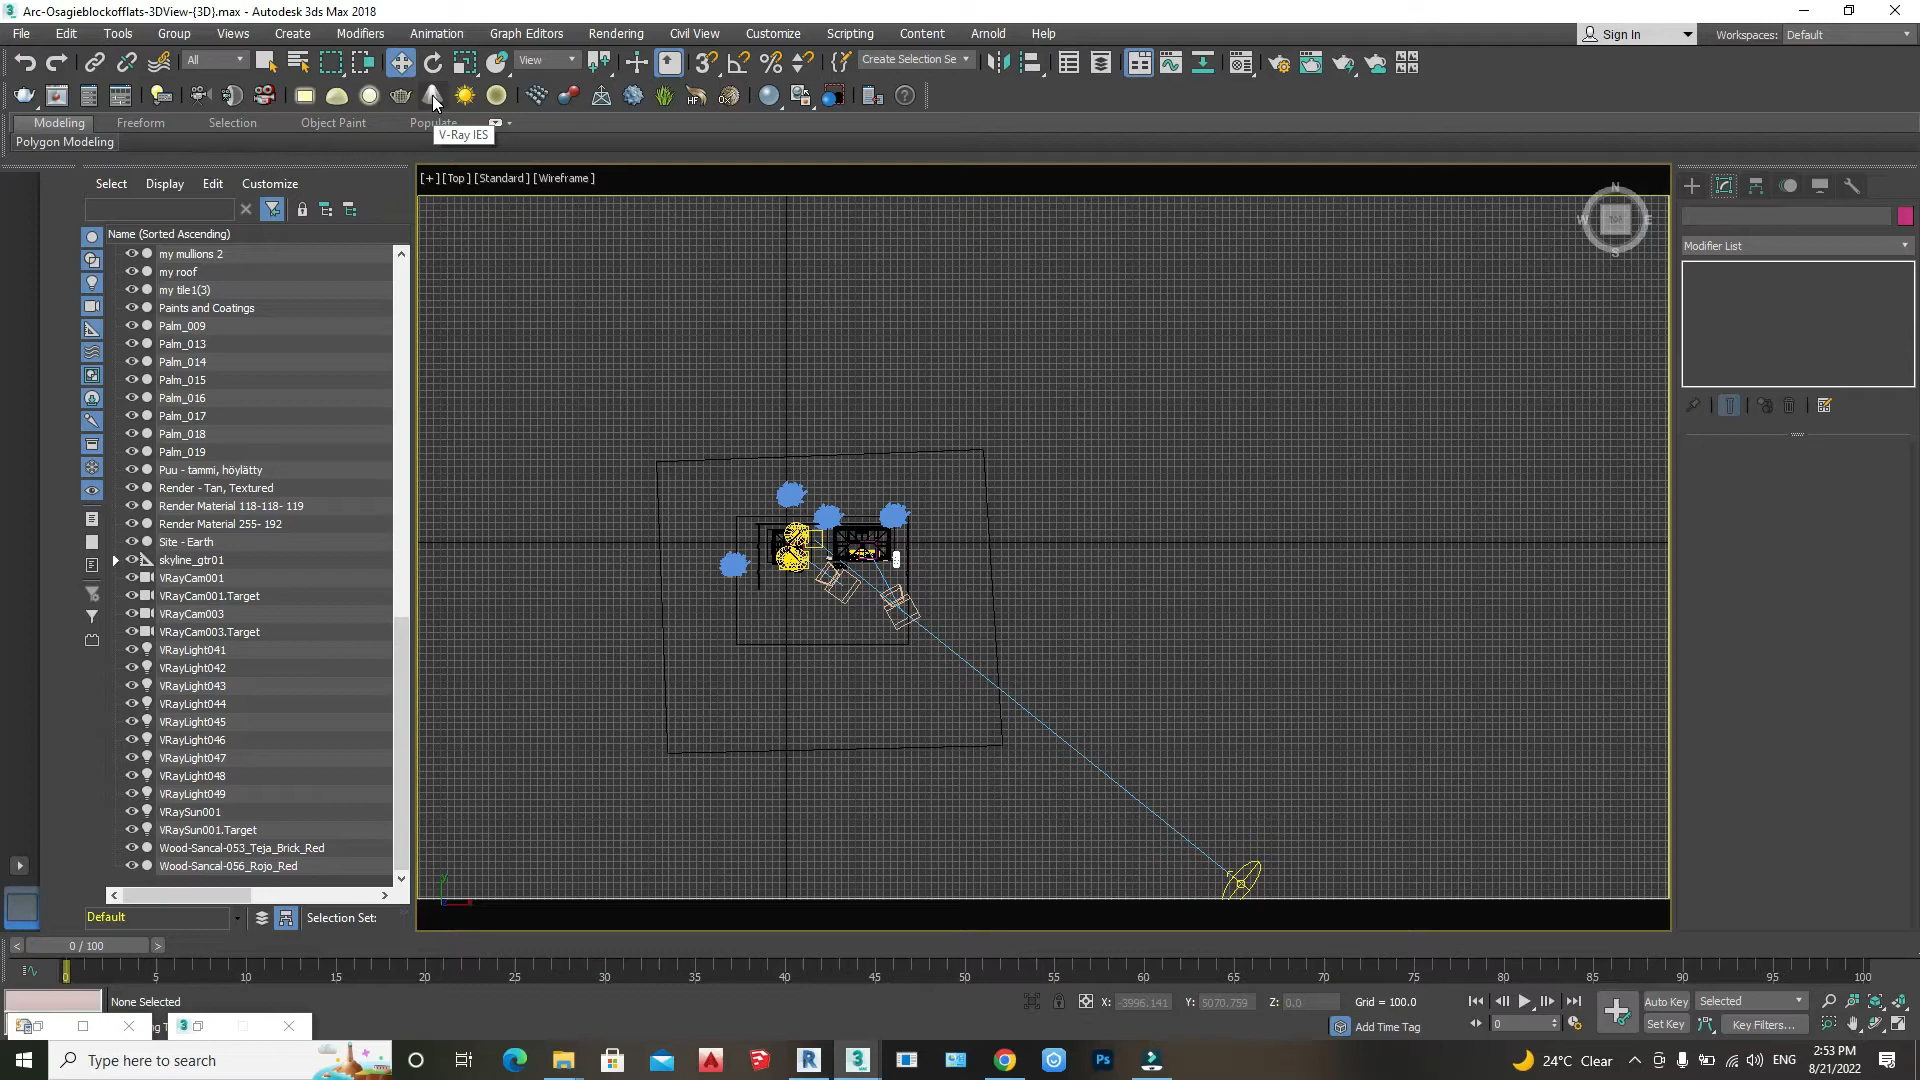 Arc-Osagieblockofflats-3DView-{3D}.max - Autodesk 3ds Max 2018
File Edit Tools Group Views Create Modifiers Animation Graph Editors Rendering Civil View Customize Scripting Content Arnold Help
Sign In Workspaces: Default
All View Create Selection Se
Modeling Freeform Selection Object Paint Populate
V-Ray IES
Polygon Modeling
Select Display Edit Customize
[+] [Top] [Standard] [Wireframe]
N
W TOP E
S
Modifier List
Name (Sorted Ascending)
my mullions 2
my roof
my tile1(3)
Paints and Coatings
Palm_009
Palm_013
Palm_014
Palm_015
Palm_016
Palm_017
Palm_018
Palm_019
Puu - tammi, höylätty
Render - Tan, Textured
Render Material 118-118- 119
Render Material 255- 192
Site - Earth
skyline_gtr01
VRayCam001
VRayCam001.Target
VRayCam003
VRayCam003.Target
VRayLight041
VRayLight042
VRayLight043
VRayLight044
VRayLight045
VRayLight046
VRayLight047
VRayLight048
VRayLight049
VRaySun001
VRaySun001.Target
Wood-Sancal-053_Teja_Brick_Red
Wood-Sancal-056_Rojo_Red
Default Selection Set:
0 / 100
0 5 10 15 20 25 30 35 40 45 50 55 60 65 70 75 80 85 90 95 100
None Selected X: -3996.141 Y: 5070.759 Z: 0.0 Grid = 100.0 Auto Key Selected
Add Time Tag 0 Set Key Key Filters...
Type here to search
24°C Clear ENG 2:53 PM
8/21/2022